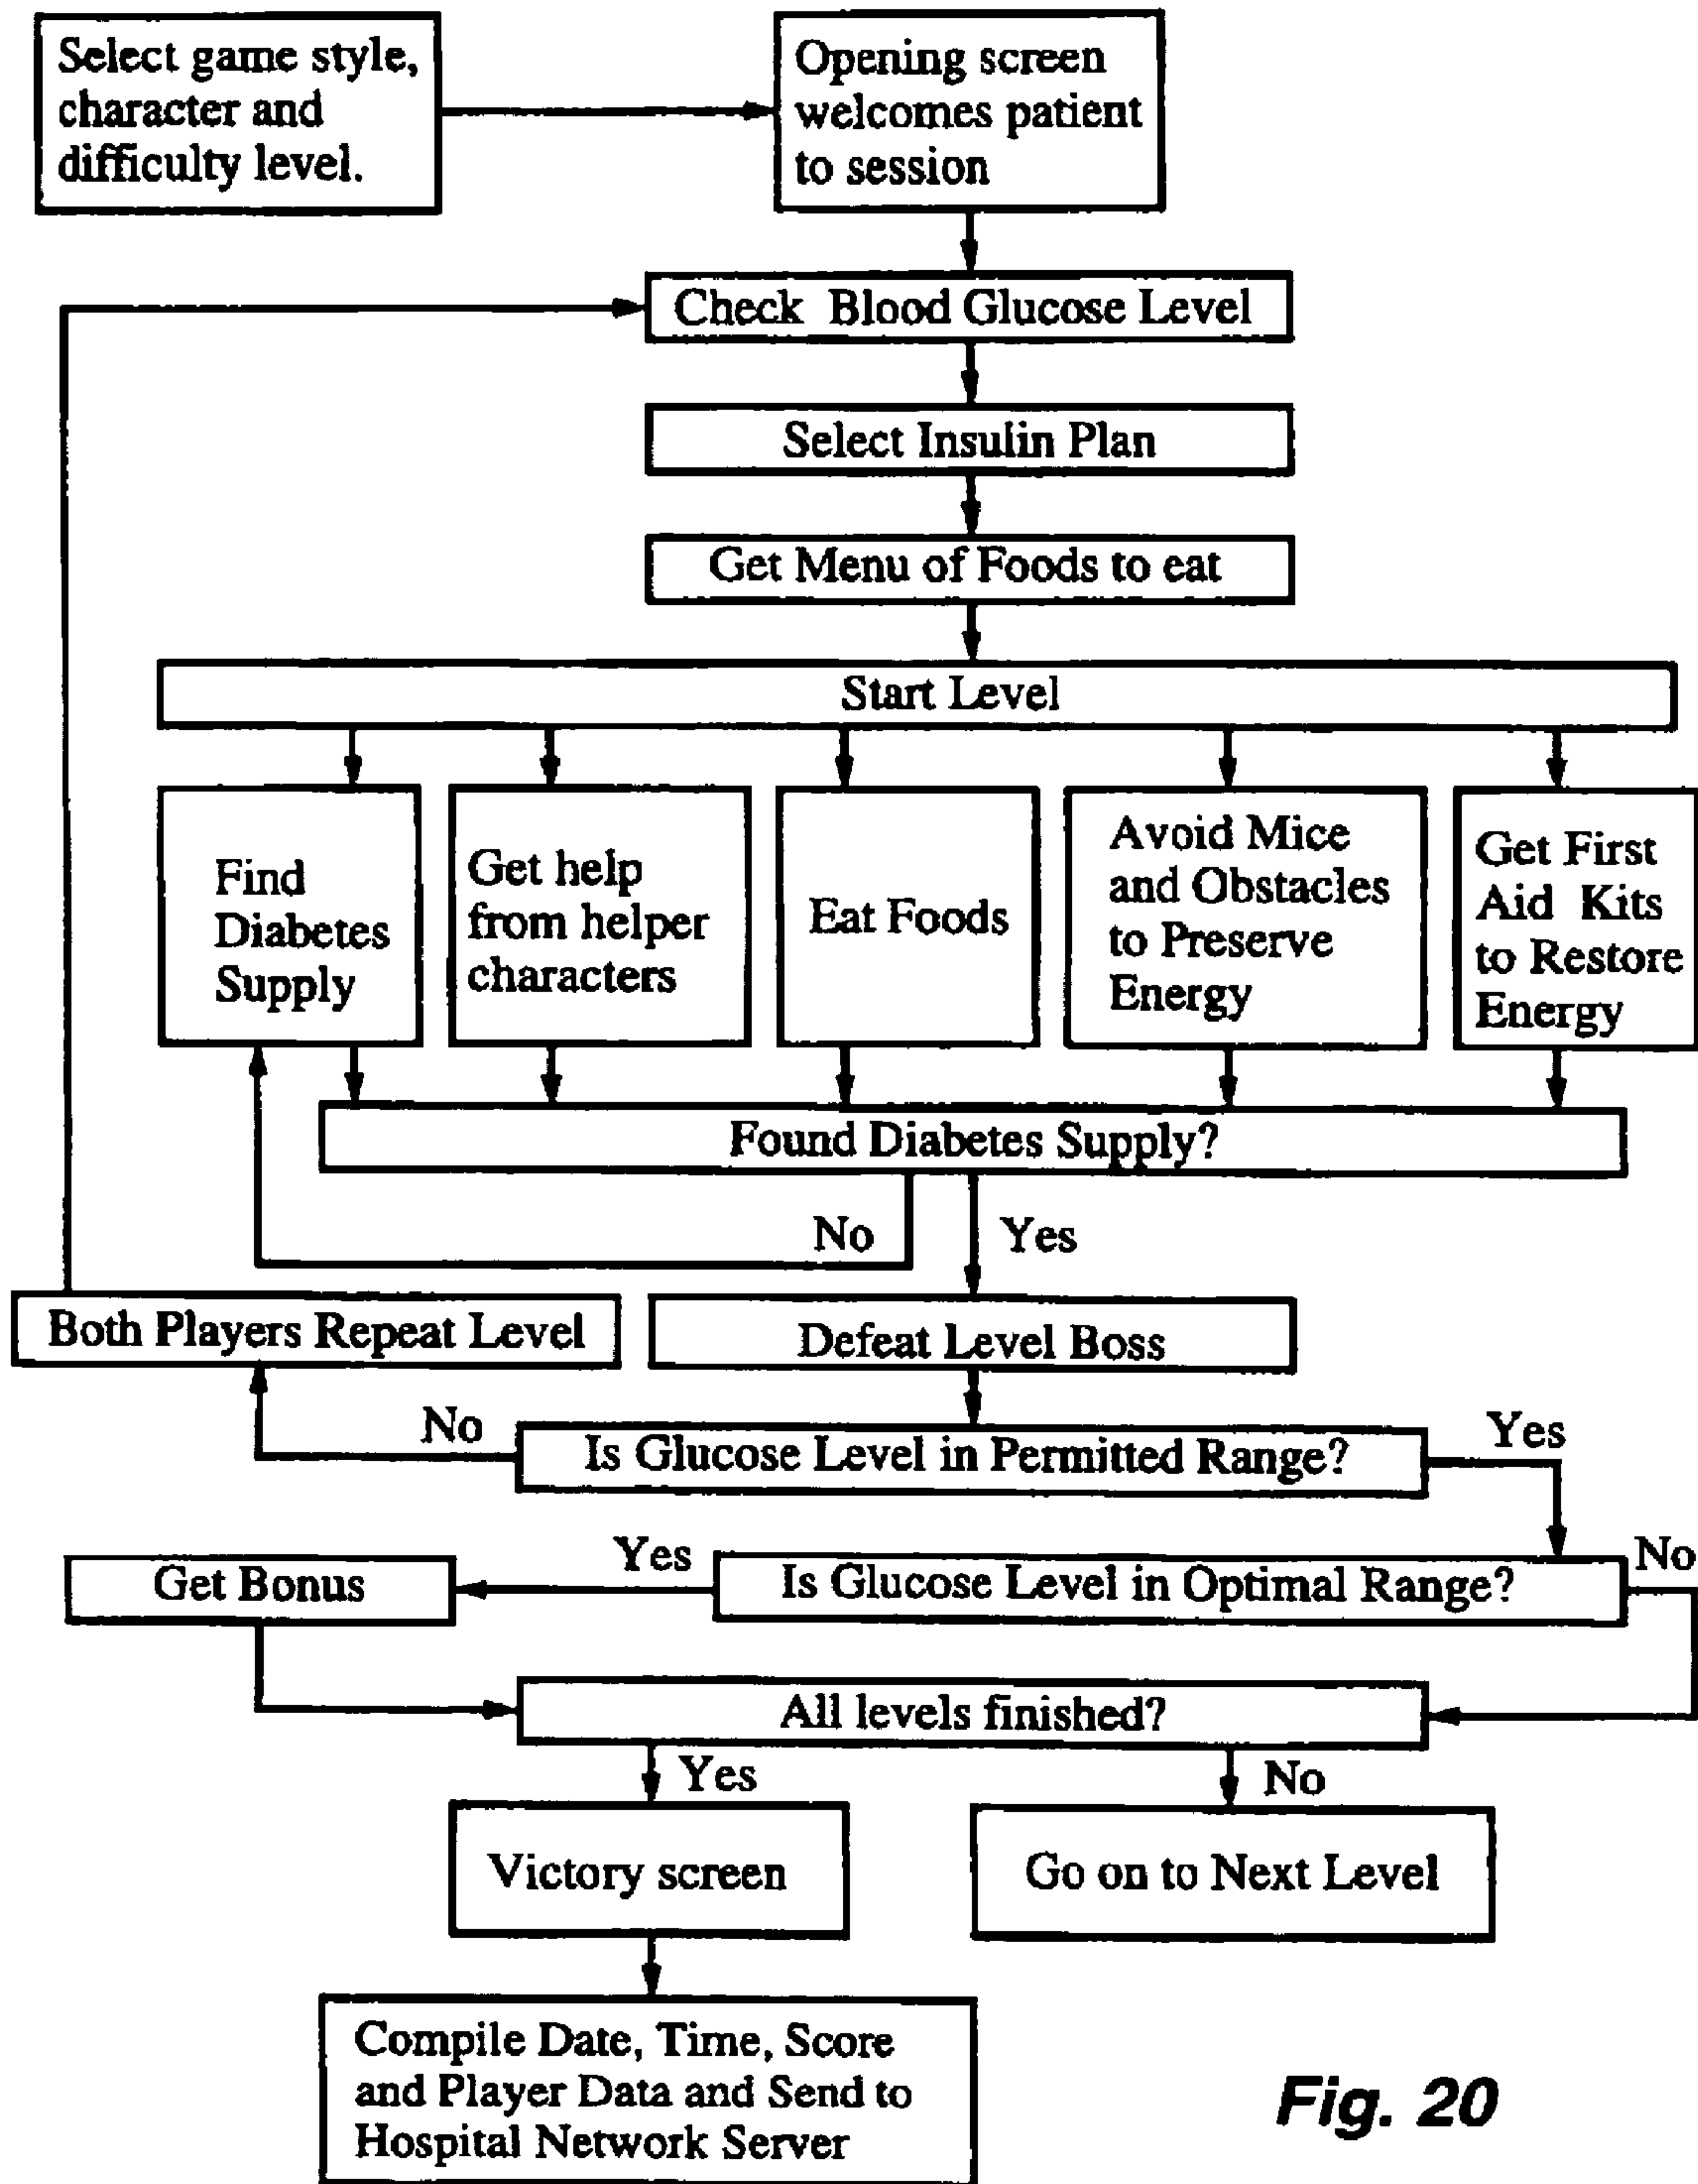 Select game style,
character and
difficulty level.
Opening screen
welcomes patient
to session
Check Blood Glucose Level
Select Insulin Plan
Get Menu of Foods to eat
Start Level
Find
Diabetes
Supply
Get help
from helper
characters
Eat Foods
Avoid Mice
and Obstacles
to Preserve
Energy
Get First
Aid Kits
to Restore
Energy
Found Diabetes Supply?
No
Yes
Both Players Repeat Level
Defeat Level Boss
No
Is Glucose Level in Permitted Range?
Yes
Get Bonus
Yes
Is Glucose Level in Optimal Range?
No
All levels finished?
Yes
No
Victory screen
Go on to Next Level
Compile Date, Time, Score
and Player Data and Send to
Hospital Network Server
Fig. 20